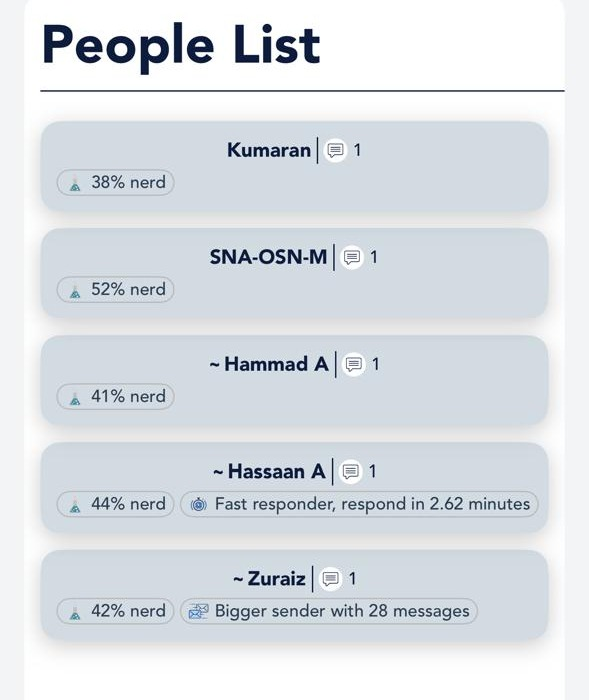 People List
Kumaran 1
38% nerd
SNA-OSN-M 1
52% nerd
~ Hammad A 1
41% nerd
~ Hassaan A 1
44% nerd Fast responder, respond in 2.62 minutes
~ Zuraiz 1
42% nerd Bigger sender with 28 messages